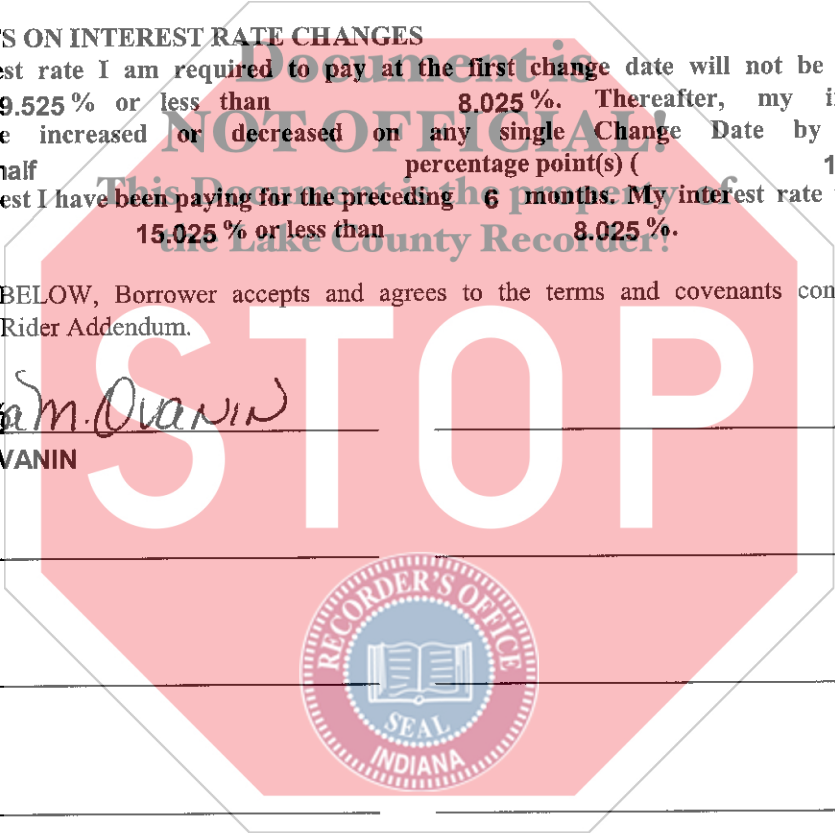 S ON INTEREST RATE CHANGES
est rate I am required to pay at the first change date will not be
9.525 % or less than 8.025 %. Thereafter, my i
e increased or decreased on any single Change Date by
half percentage point(s) ( 1
est I have been paying for the preceding 6 months. My interest rate
15.025 % or less than 8.025 %.
Document is
NOT OFFICIAL!
This Document is the property of
the Lake County Recorder!
BELOW, Borrower accepts and agrees to the terms and covenants con
Rider Addendum.
STOP
a M. Ovanin
VANIN
RECORDER'S OFFICE
SEAL
INDIANA